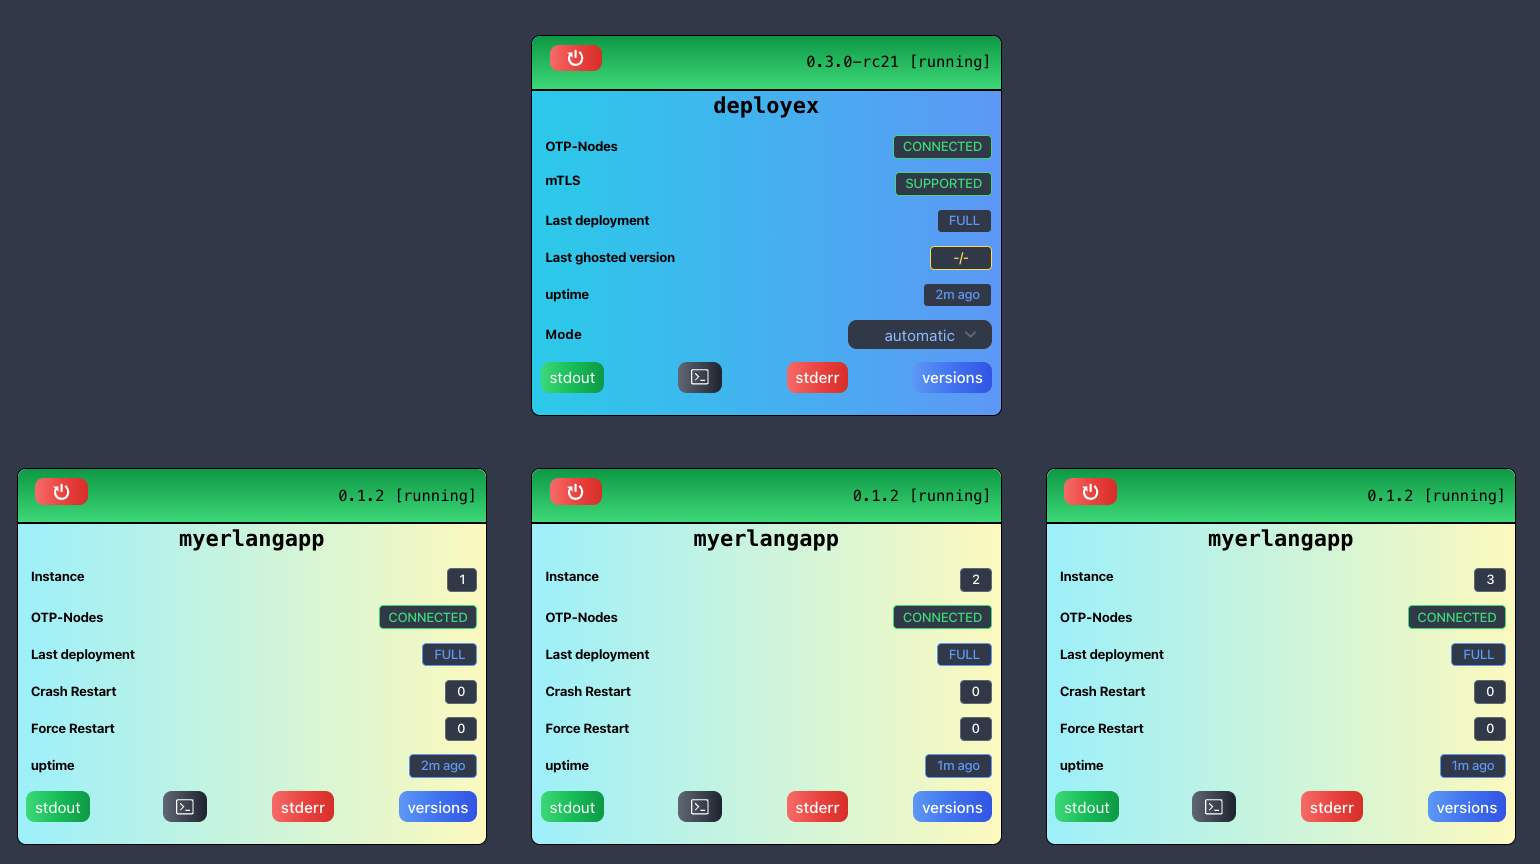 0.3.0-rc21 [running]
deployex
OTP-Nodes CONNECTED
mTLS SUPPORTED
Last deployment FULL
Last ghosted version -/-
uptime 2m ago
Mode automatic
stdout stderr versions
0.1.2 [running]
myerlangapp
Instance 1
OTP-Nodes CONNECTED
Last deployment FULL
Crash Restart 0
Force Restart 0
uptime 2m ago
stdout stderr versions
0.1.2 [running]
myerlangapp
Instance 2
OTP-Nodes CONNECTED
Last deployment FULL
Crash Restart 0
Force Restart 0
uptime 1m ago
stdout stderr versions
0.1.2 [running]
myerlangapp
Instance 3
OTP-Nodes CONNECTED
Last deployment FULL
Crash Restart 0
Force Restart 0
uptime 1m ago
stdout stderr versions